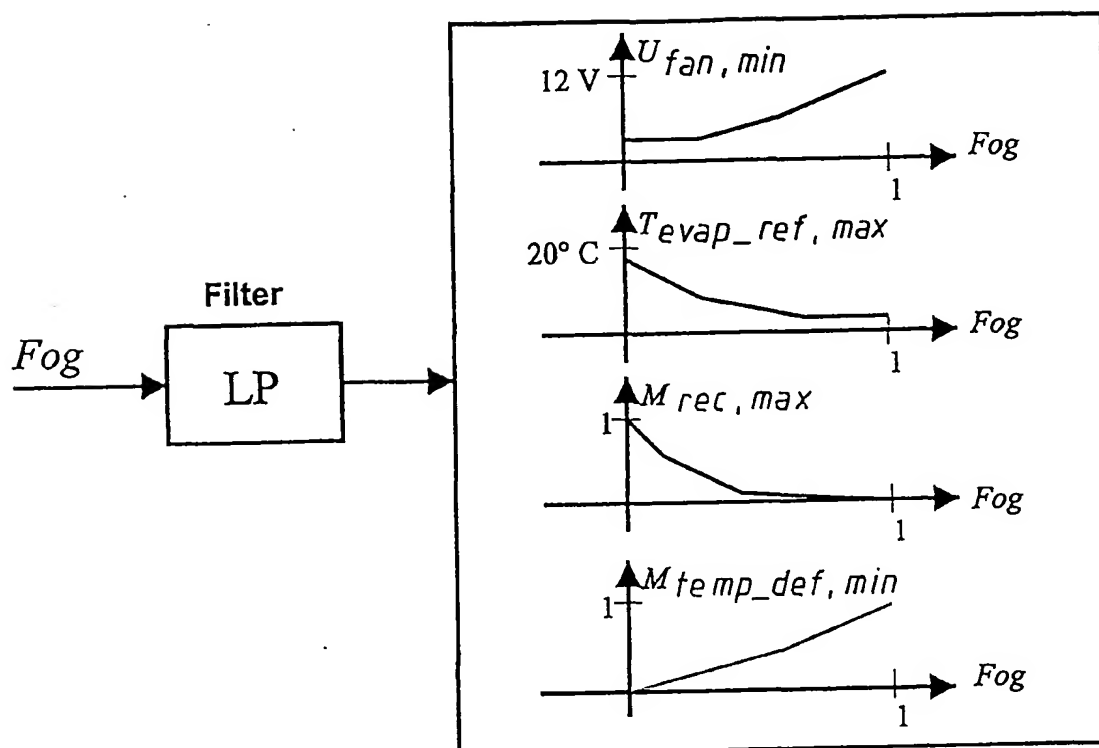 U fan, min
12 V
Fog
1
T evap_ref, max
20° C
Fog
1
Filter
Fog
LP
M rec, max
1
Fog
1
M temp_def, min
1
Fog
1